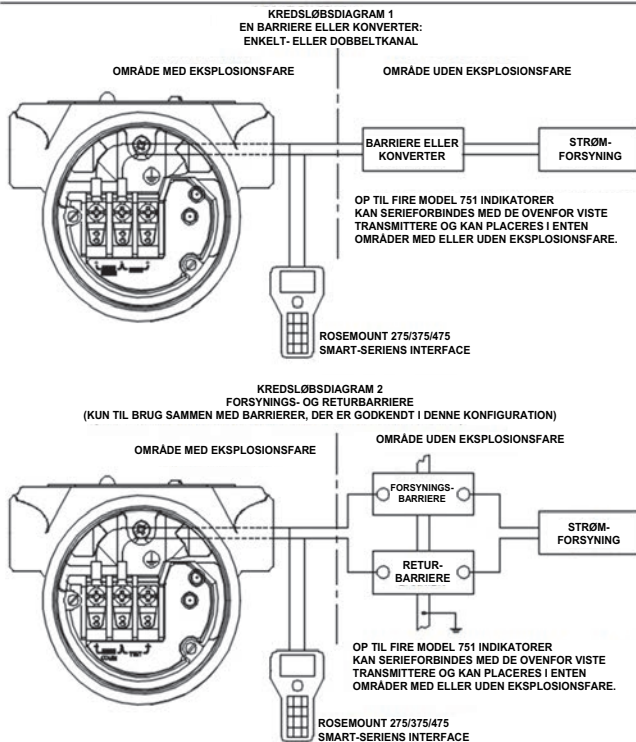 KREDSLØBSDIAGRAM 1
EN BARRIERE ELLER KONVERTER:
ENKELT- ELLER DOBBELTKANAL
OMRÅDE MED EKSPLOSIONSFARE
OMRÅDE UDEN EKSPLOSIONSFARE
BARRIERE ELLER
KONVERTER
STRØM-
FORSYNING
OP TIL FIRE MODEL 751 INDIKATORER
KAN SERIEFORBINDES MED DE OVENFOR VISTE
TRANSMITTERE OG KAN PLACERES I ENTEN
OMRÅDER MED ELLER UDEN EKSPLOSIONSFARE.
ROSEMOUNT 275/375/475
SMART-SERIENS INTERFACE
KREDSLØBSDIAGRAM 2
FORSYNINGS- OG RETURBARRIERE
(KUN TIL BRUG SAMMEN MED BARRIERER, DER ER GODKENDT I DENNE KONFIGURATION)
OMRÅDE MED EKSPLOSIONSFARE
OMRÅDE UDEN EKSPLOSIONSFARE
FORSYNINGS-
BARRIERE
STRØM-
FORSYNING
RETUR-
BARRIERE
TEST
OP TIL FIRE MODEL 751 INDIKATORER
KAN SERIEFORBINDES MED DE OVENFOR VISTE
TRANSMITTERE OG KAN PLACERES I ENTEN
OMRÅDER MED ELLER UDEN EKSPLOSIONSFARE.
ROSEMOUNT 275/375/475
SMART-SERIENS INTERFACE